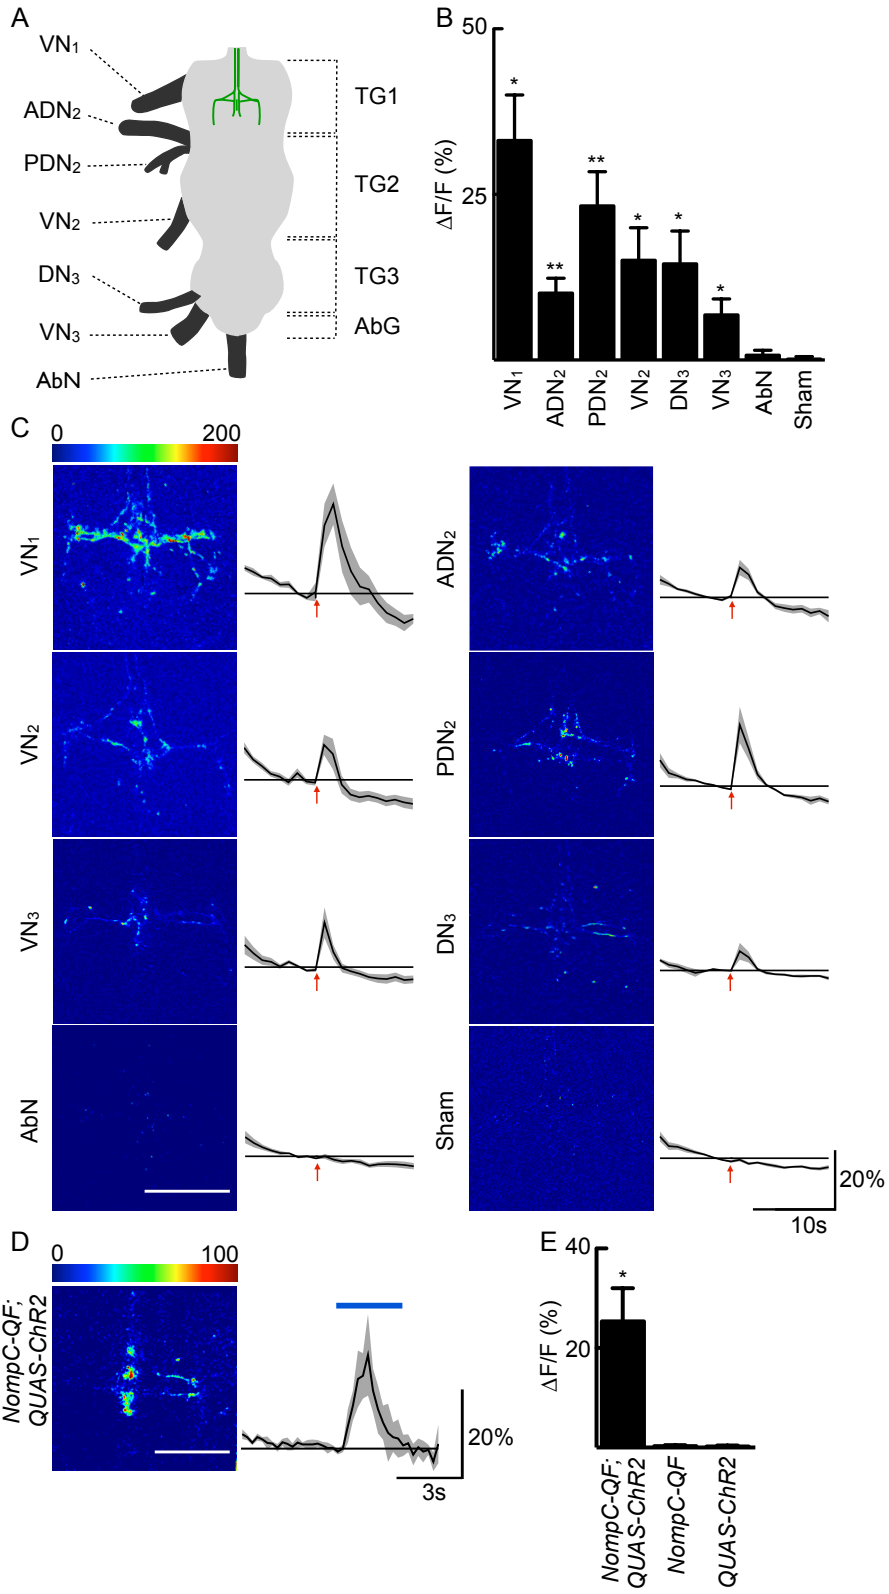 A
VN1
ADN2
PDN2
VN2
DN3
VN3
AbN
TG1
TG2
TG3
AbG
B
50
25
ΔF/F (%)
*
**
**
*
*
*
VN1
ADN2
PDN2
VN2
DN3
VN3
AbN
Sham
C
0 200
VN1
ADN2
VN2
PDN2
VN3
DN3
AbN
Sham
20%
10s
D
0 100
NompC-QF;
QUAS-ChR2
20%
3s
E
40
20
ΔF/F (%)
*
NompC-QF;
QUAS-ChR2
NompC-QF
QUAS-ChR2